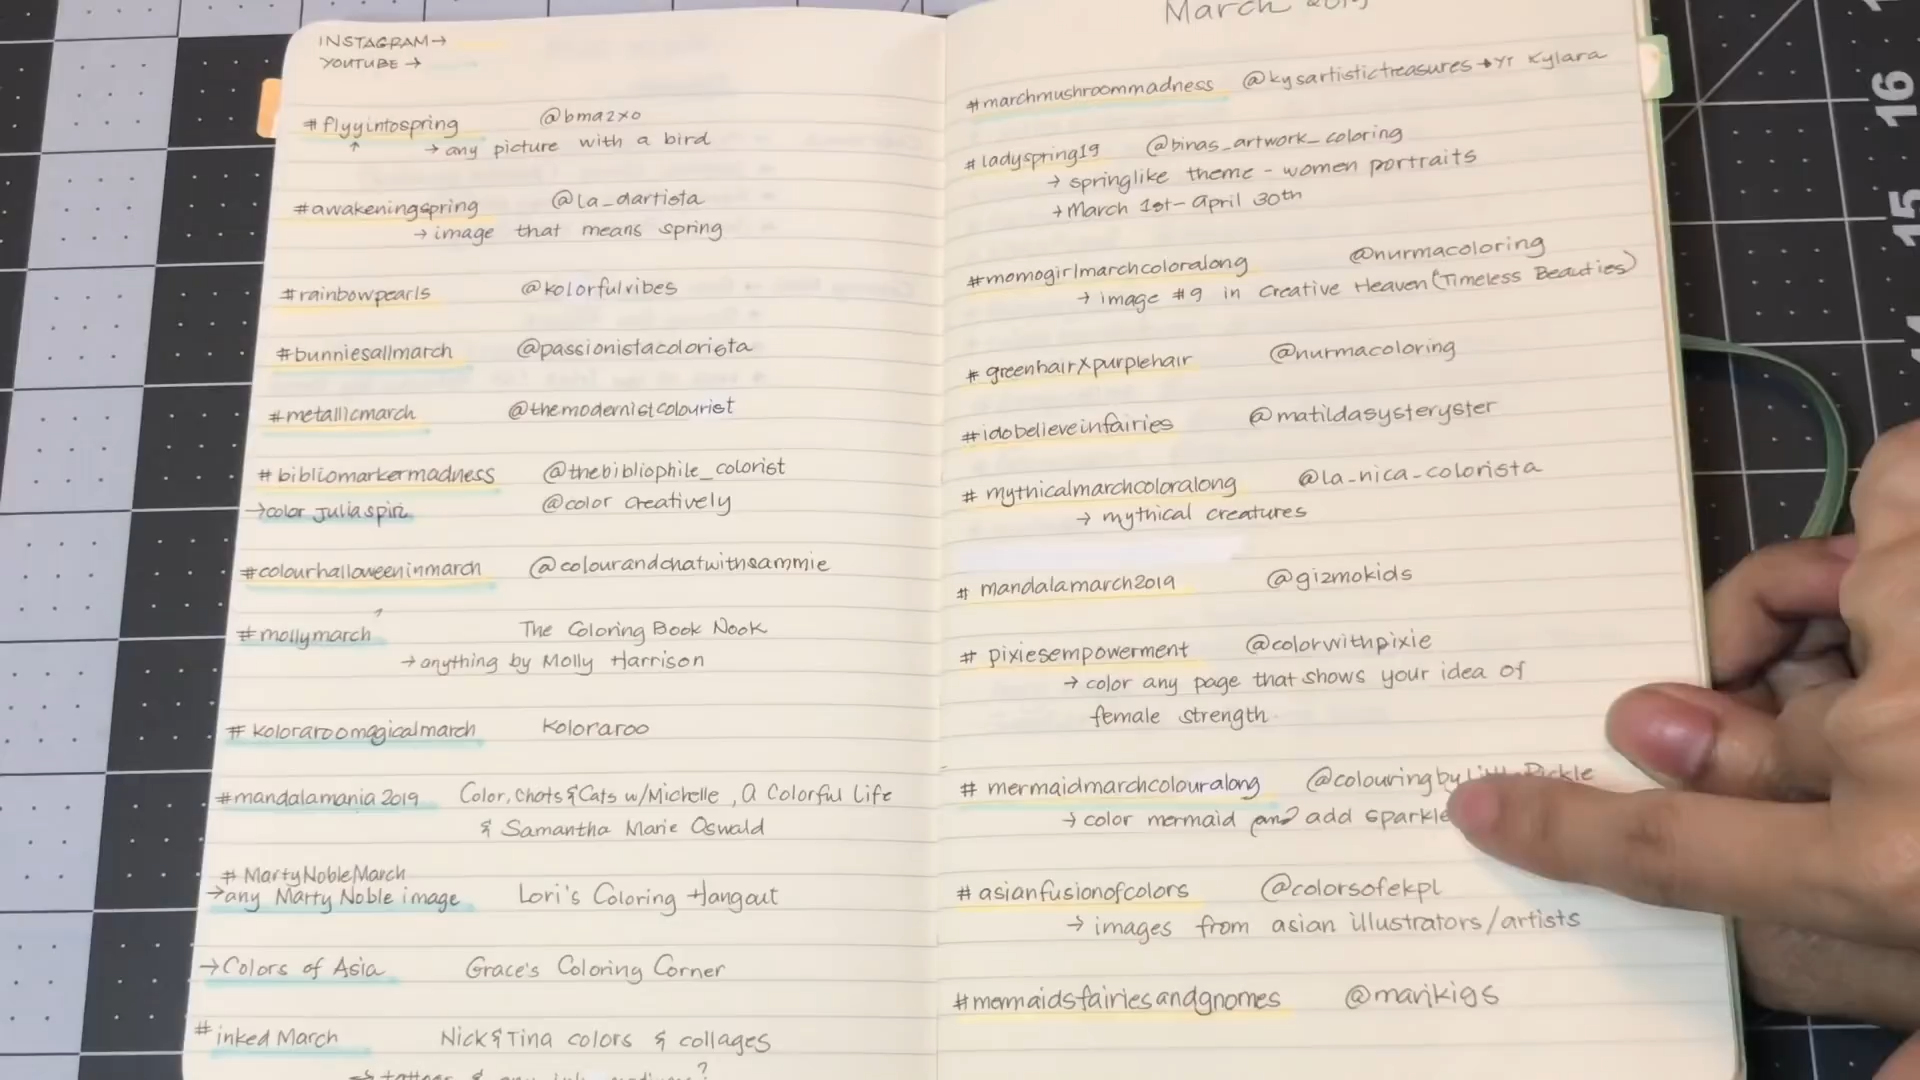 INSTAGRAM→
YOUTUBE →
#flyyintospring @bmazxo
↑ → any picture with a bird
#awakeningspring @la_dartista
→ image that means spring
#rainbowpearls @kolorfulvibes
#bunniesallmarch @passionistacolorista
#metallicmarch @themodernistcolourist
#bibliomarkermadness @thebibliophile_colorist
→color Julia Spiri @color creatively
#colourhalloweeninmarch @colourandchatwithsammie
#mollymarch The Coloring Book Nook
→ anything by Molly Harrison
#koloraroomagicalmarch Koloraroo
#mandalamania2019 Color, Chats & Cats w/Michelle, A Colorful Life
& Samantha Marie Oswald
#MartyNobleMarch
→any Marty Noble image Lori's Coloring Hangout
→Colors of Asia Grace's Coloring Corner
#inked March Nick & Tina colors & collages
March 2019
#marchmushroommadness @kysartistictreasures → YT Kylara
#ladyspring19 @binas_artwork_coloring
→ springlike theme - women portraits
→ March 1st - April 30th
#momogirlmarchcoloralong @nurmacoloring
→ image #9 in Creative Heaven (Timeless Beauties)
#greenhairXpurplehair @nurmacoloring
#idobelieveinfairies @matildasysteryster
#mythicalmarchcoloralong @la_nica_colorista
→ mythical creatures
#mandalamarch2019 @gizmokids
#pixiesempowerment @colorwithpixie
→ color any page that shows your idea of
female strength
#mermaidmarchcolouralong @colouringbyLittlePickle
→ color mermaid and add sparkle
#asianfusionofcolors @colorsofekpl
→ images from asian illustrators/artists
#mermaidsfairiesandgnomes @marikigs
16
15